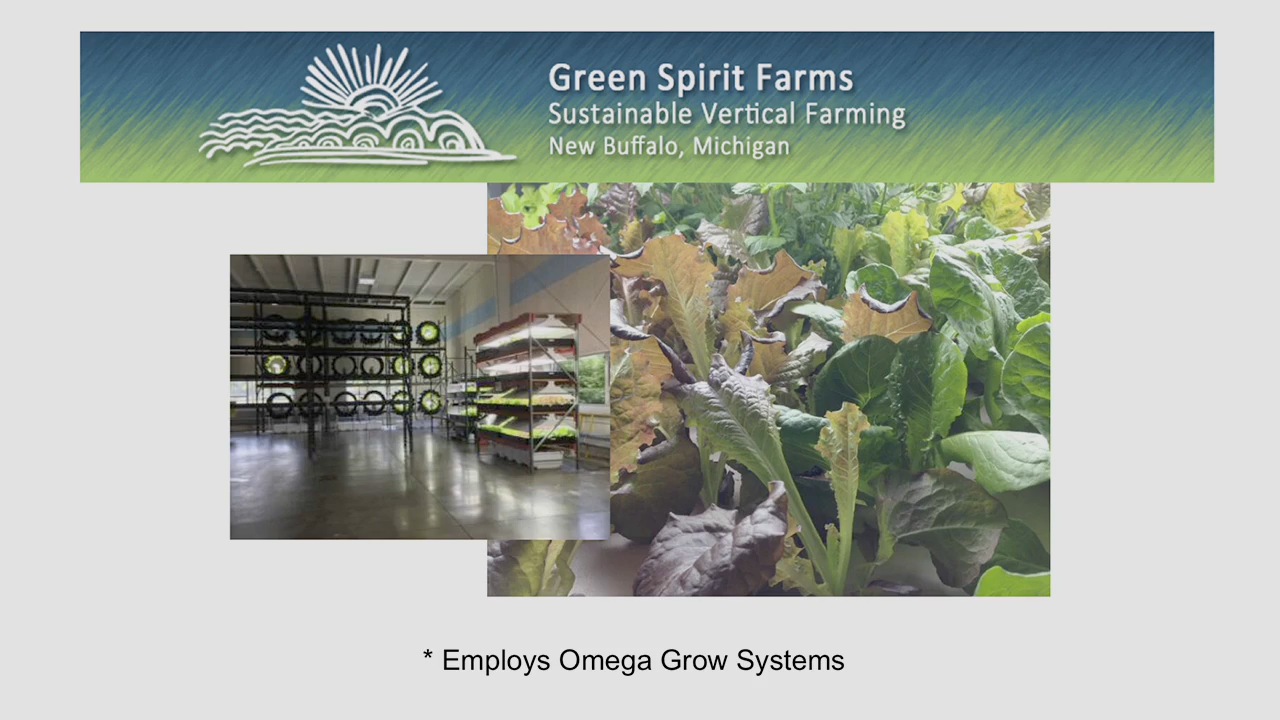 Green Spirit Farms
Sustainable Vertical Farming
New Buffalo, Michigan
* Employs Omega Grow Systems